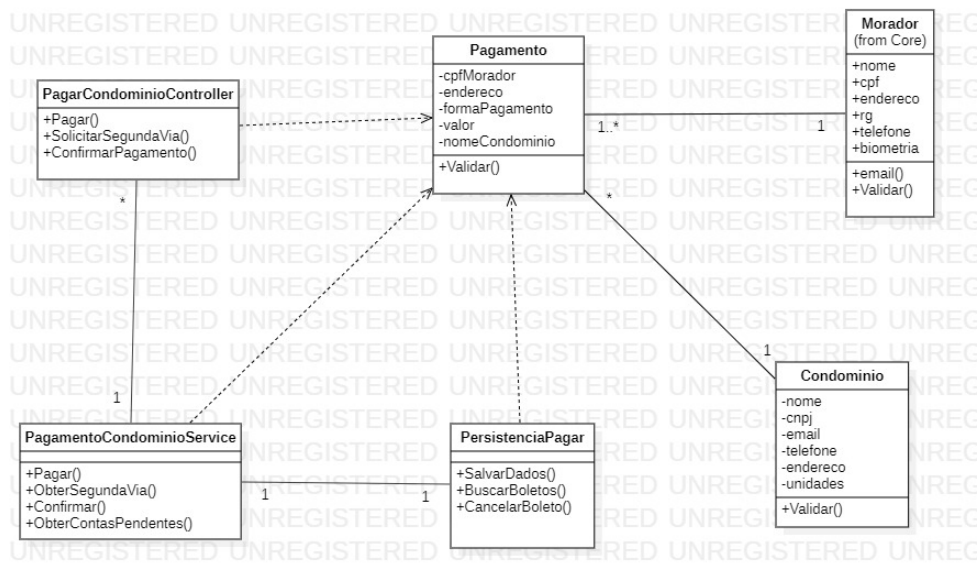 PagarCondominioController
+Pagar()
+SolicitarSegundaVia()
+ConfirmarPagamento()
Pagamento
-cpfMorador
-endereco
-formaPagamento
-valor
-nomeCondominio
+Validar()
Morador
(from Core)
+nome
+cpf
+endereco
+rg
+telefone
+biometria
+email()
+Validar()
1..*
1
*
1
*
1
PagamentoCondominioService
+Pagar()
+ObterSegundaVia()
+Confirmar()
+ObterContasPendentes()
1
1
PersistenciaPagar
+SalvarDados()
+BuscarBoletos()
+CancelarBoleto()
Condominio
-nome
-cnpj
-email
-telefone
-endereco
-unidades
+Validar()
UNREGISTERED